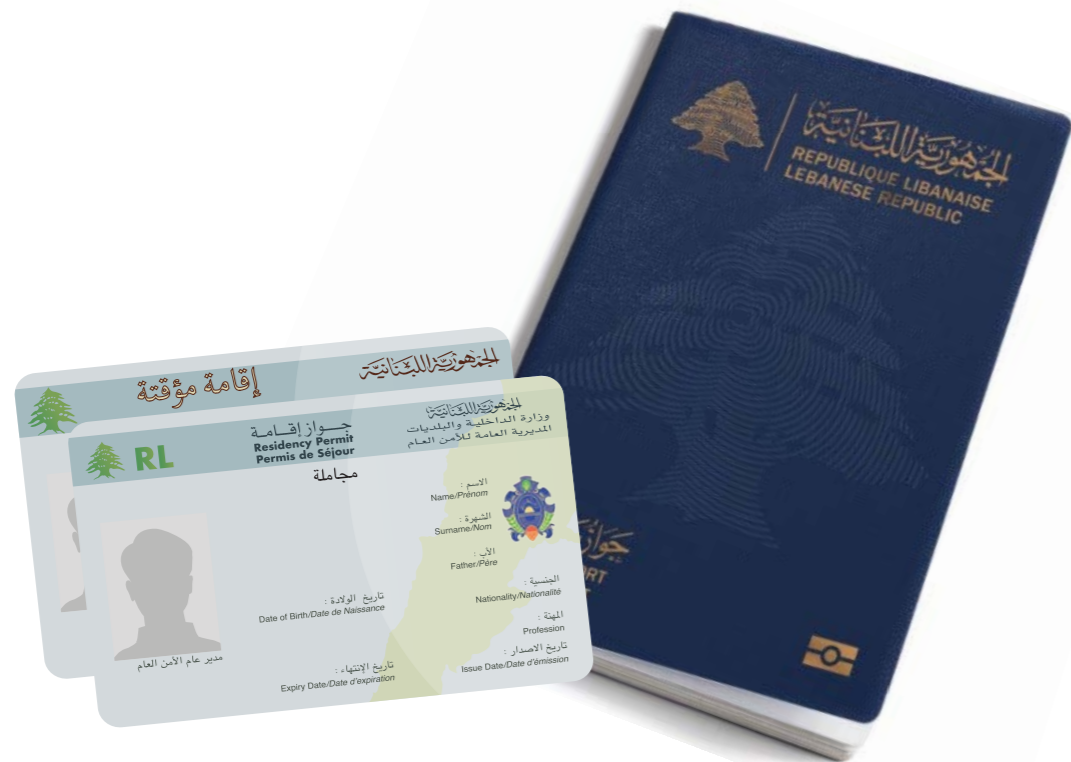 الجمهورية اللبنانية
REPUBLIQUE LIBANAISE
LEBANESE REPUBLIC
جواز
RT
الجمهورية اللبنانية
إقامة مؤقتة
الجمهورية اللبنانية
وزارة الداخلية والبلديات
المديرية العامة للأمن العام
جـــواز إقــامــة
Residency Permit
Permis de Séjour
RL
مجاملة
الاسم :
Name/Prénom
الشهرة :
Surname/Nom
الأب :
Father/Père
الجنسية :
Nationality/Nationalité
تاريخ الولادة :
Date of Birth/Date de Naissance
المهنة :
Profession
تاريخ الاصدار :
Issue Date/Date d'émission
تاريخ الإنتهاء :
Expiry Date/Date d'expiration
مدير عام الأمن العام